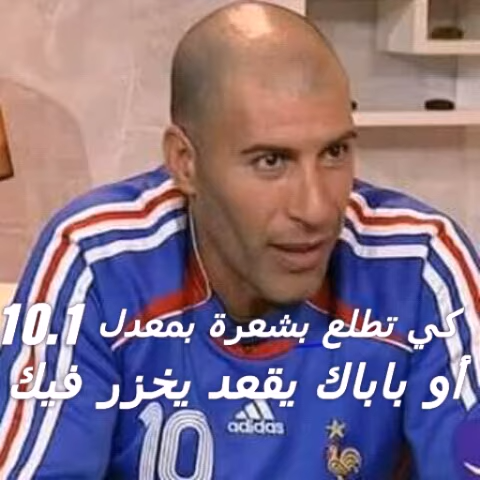 كي تطلع بشعرة بمعدل 10.1
أو باباك يقعد يخزر فيك
10
adidas